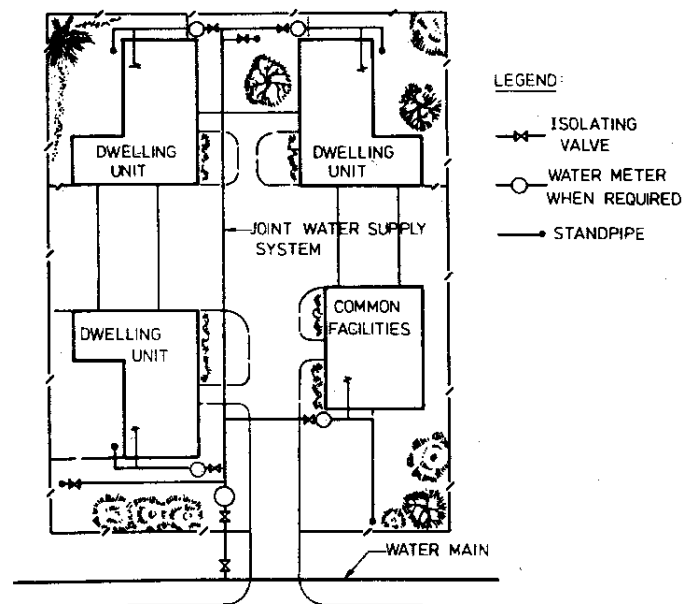 LEGEND:
ISOLATING
VALVE
WATER METER
WHEN REQUIRED
STANDPIPE
DWELLING
UNIT
DWELLING
UNIT
JOINT WATER SUPPLY
SYSTEM
DWELLING
UNIT
COMMON
FACILITIES
WATER MAIN